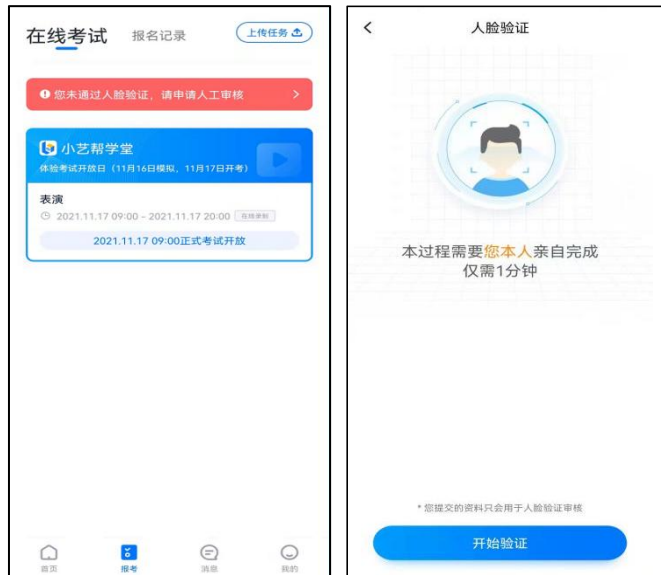 在线考试 报名记录 上传任务
您未通过人脸验证，请申请人工审核
小艺帮学堂
体验考试开放日（11月16日模拟，11月17日开考）
表演
2021.11.17 09:00 - 2021.11.17 20:00 在线录制
2021.11.17 09:00正式考试开放
首页 报考 消息 我的
人脸验证
本过程需要您本人亲自完成
仅需1分钟
* 您提交的资料只会用于人脸验证审核
开始验证